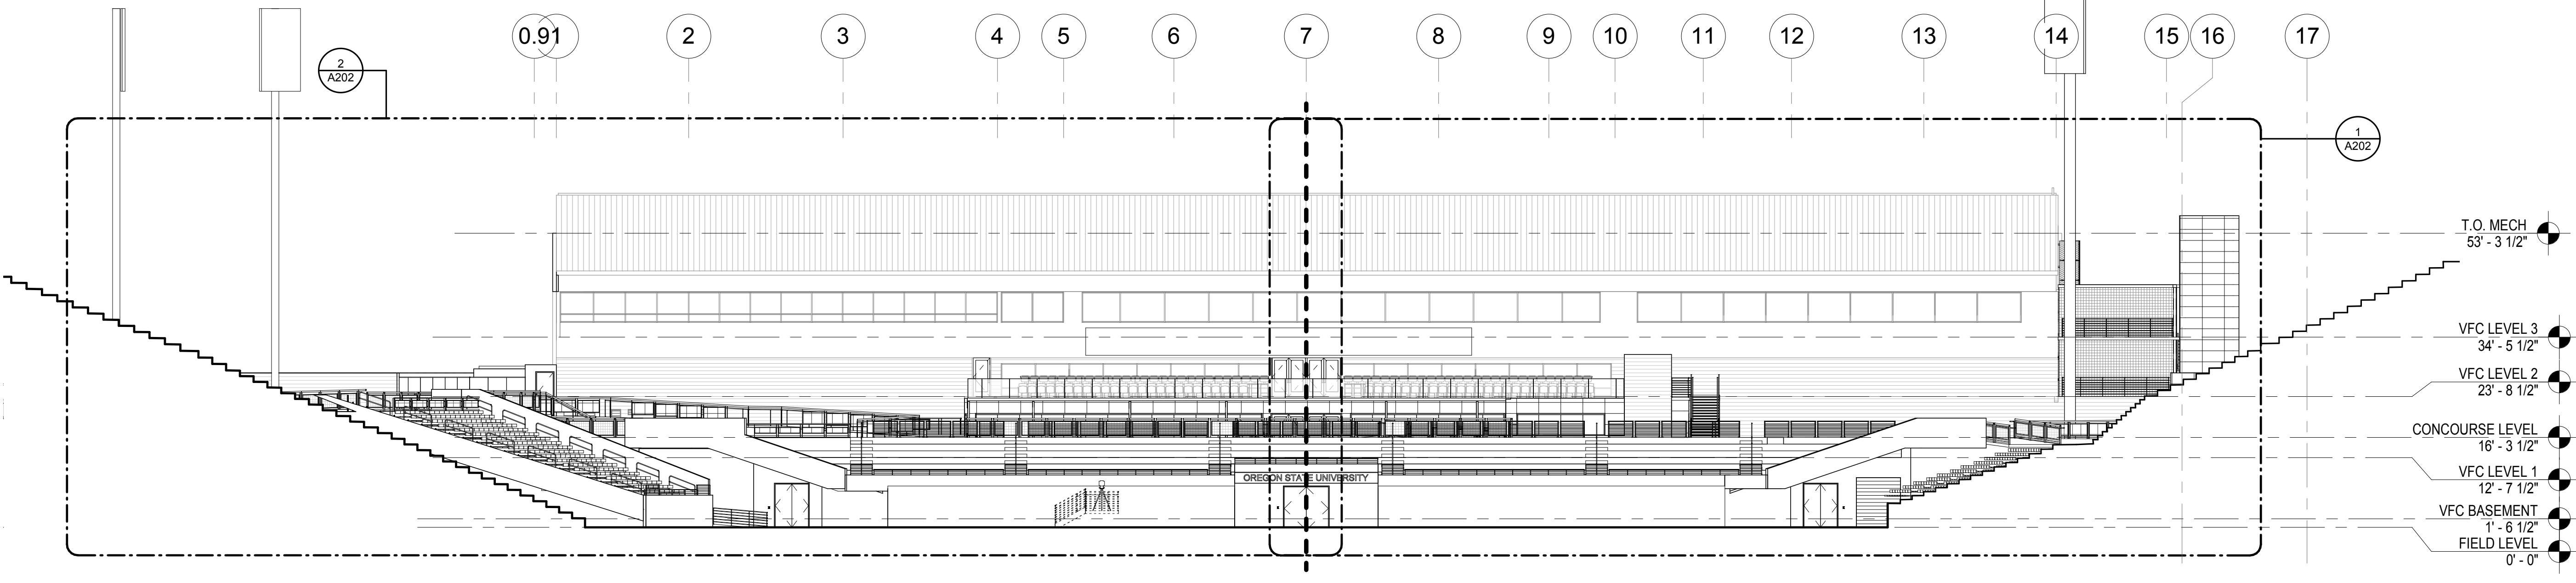 0.9
1
2
3
4
5
6
7
8
9
10
11
12
13
14
15
16
17
2
A202
1
A202
T.O. MECH
53' - 3 1/2"
VFC LEVEL 3
34' - 5 1/2"
VFC LEVEL 2
23' - 8 1/2"
CONCOURSE LEVEL
16' - 3 1/2"
VFC LEVEL 1
12' - 7 1/2"
OREGON STATE UNIVERSITY
VFC BASEMENT
1' - 6 1/2"
FIELD LEVEL
0' - 0"